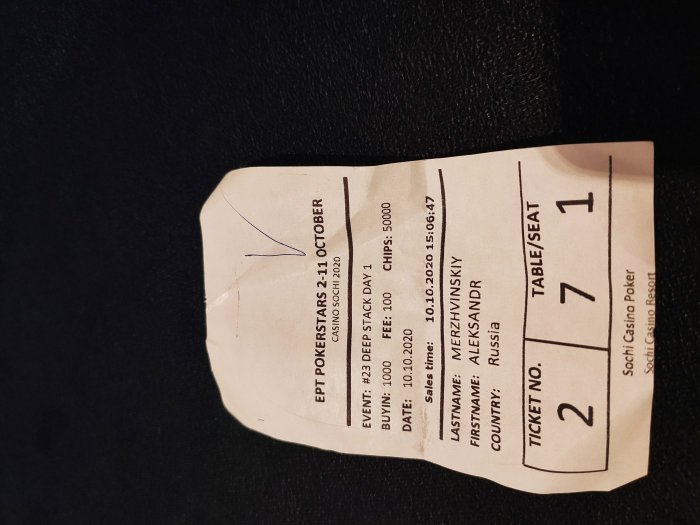 EPT POKERSTARS 2-11 OCTOBER
CASINO SOCHI 2020
EVENT: #23 DEEP STACK DAY 1
BUYIN: 1000 FEE: 100 CHIPS: 50000
DATE: 10.10.2020
Sales time: 10.10.2020 15:06:47
LASTNAME: MERZHVINSKIY
FIRSTNAME: ALEKSANDR
COUNTRY: Russia
TICKET NO. TABLE/SEAT
2 7 1
Sochi Casino Poker
Sochi Casino Resort